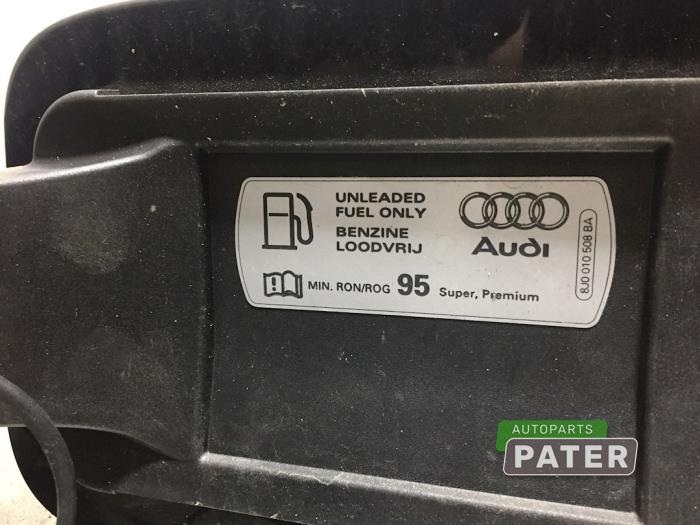 UNLEADED
FUEL ONLY
BENZINE
LOODVRIJ
Audi
MIN. RON/ROG 95 Super, Premium
8J0 010 508 BA
AUTOPARTS
PATER